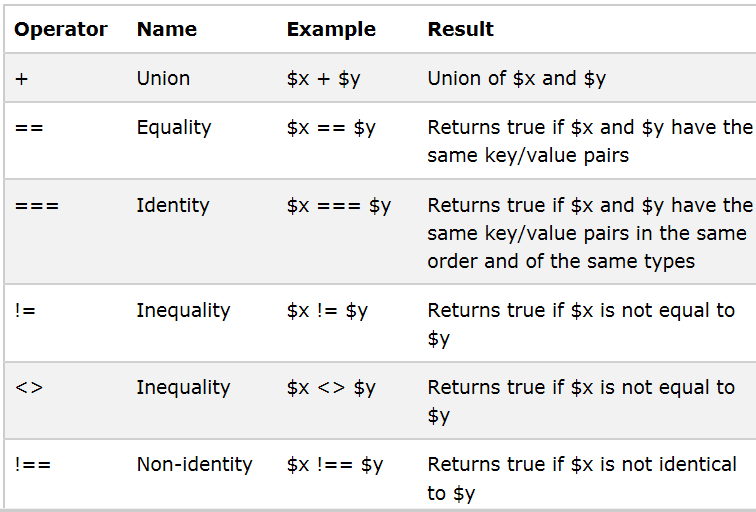 Operator Name Example Result
+ Union $x + $y Union of $x and $y
== Equality $x == $y Returns true if $x and $y have the
same key/value pairs
=== Identity $x === $y Returns true if $x and $y have the
same key/value pairs in the same
order and of the same types
!= Inequality $x != $y Returns true if $x is not equal to
$y
<> Inequality $x <> $y Returns true if $x is not equal to
$y
!== Non-identity $x !== $y Returns true if $x is not identical
to $y